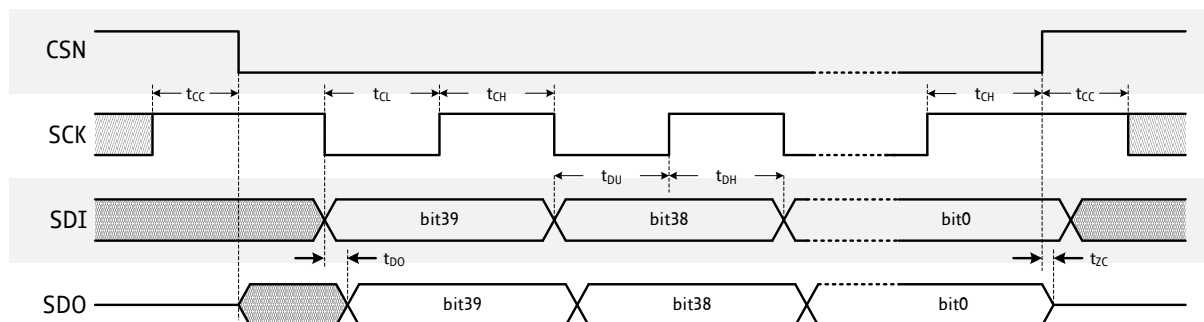 CSN
tCC tCL tCH tCH tCC
SCK
tDU tDH
SDI bit39 bit38 bit0
tDO tZC
SDO bit39 bit38 bit0